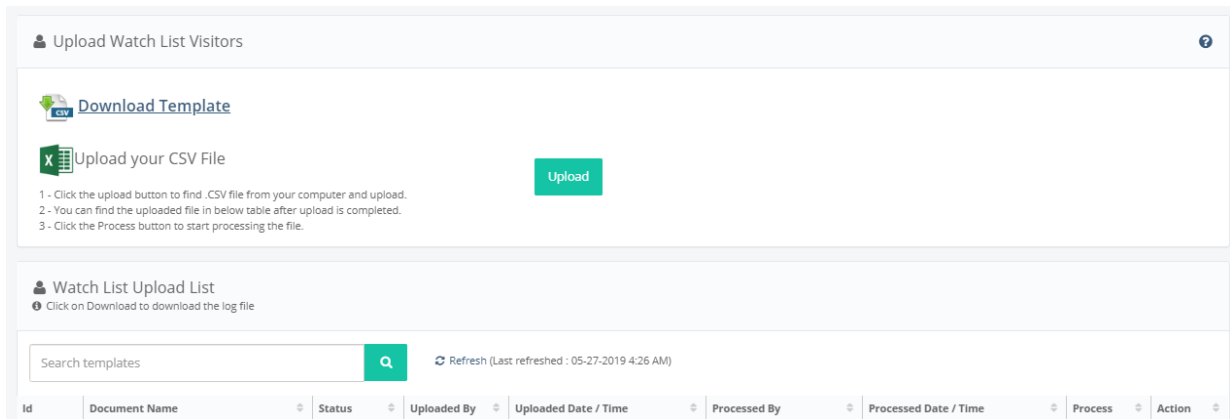 Upload Watch List Visitors
CSV
Download Template
X
Upload your CSV File
Upload
1 - Click the upload button to find .CSV file from your computer and upload.
2 - You can find the uploaded file in below table after upload is completed.
3 - Click the Process button to start processing the file.
Watch List Upload List
Click on Download to download the log file
Search templates
Refresh (Last refreshed : 05-27-2019 4:26 AM)
Id Document Name Status Uploaded By Uploaded Date / Time Processed By Processed Date / Time Process Action